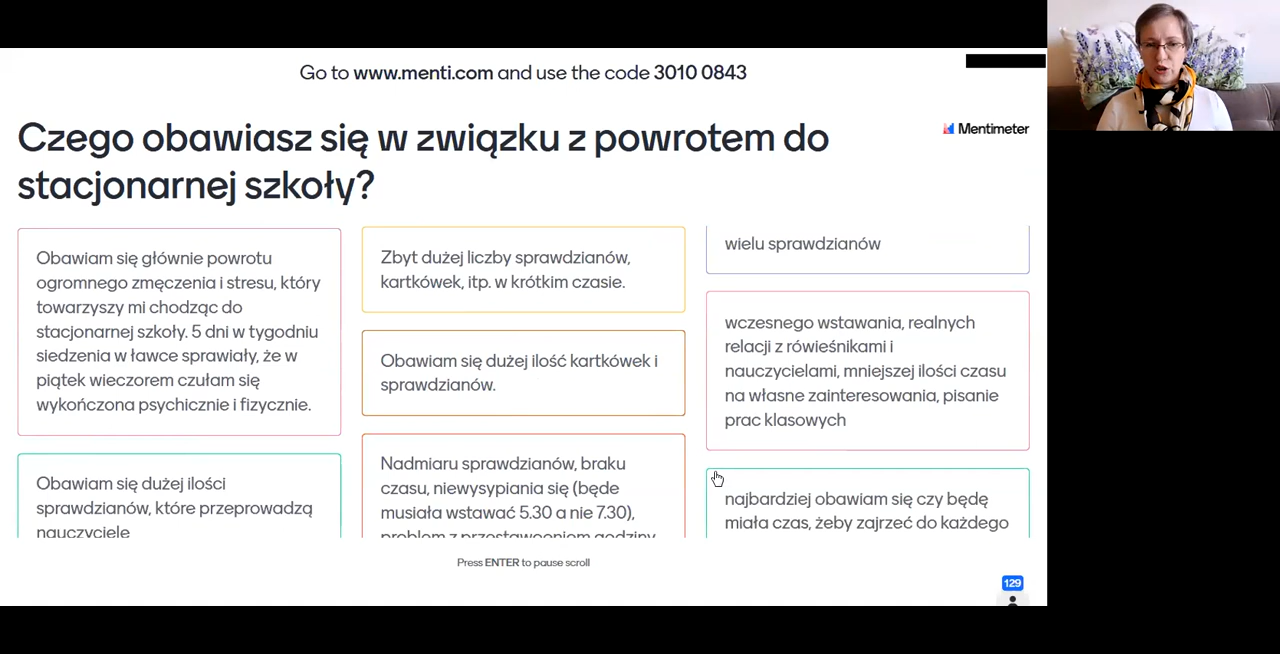 Go to www.menti.com and use the code 3010 0843
Mentimeter
Czego obawiasz się w związku z powrotem do
stacjonarnej szkoły?
Obawiam się głównie powrotu
ogromnego zmęczenia i stresu, który
towarzyszy mi chodząc do
stacjonarnej szkoły. 5 dni w tygodniu
siedzenia w ławce sprawiały, że w
piątek wieczorem czułam się
wykończona psychicznie i fizycznie.
Obawiam się dużej ilości
sprawdzianów, które przeprowadzą
nauczyciele
Zbyt dużej liczby sprawdzianów,
kartkówek, itp. w krótkim czasie.
Obawiam się dużej ilość kartkówek i
sprawdzianów.
Nadmiaru sprawdzianów, braku
czasu, niewysypiania się (będe
musiała wstawać 5.30 a nie 7.30),
problem z przestawoeniem godziny
wielu sprawdzianów
wczesnego wstawania, realnych
relacji z rówieśnikami i
nauczycielami, mniejszej ilości czasu
na własne zainteresowania, pisanie
prac klasowych
najbardziej obawiam się czy będę
miała czas, żeby zajrzeć do każdego
Press ENTER to pause scroll
129